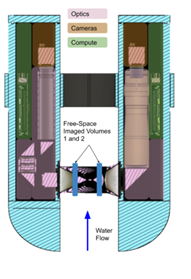 Optics
Cameras
Compute
Free-Space
Imaged Volumes
1 and 2
Water
Flow